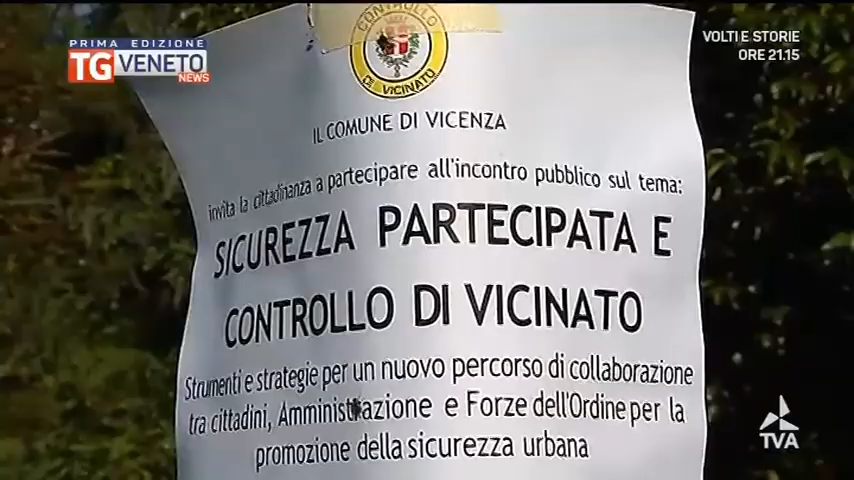 PRIMA EDIZIONE
TG VENETO
NEWS
VOLTI E STORIE
ORE 21.15
CONTROLLO
DI VICINATO
IL COMUNE DI VICENZA
invita la cittadinanza a partecipare all'incontro pubblico sul tema:
SICUREZZA PARTECIPATA E
CONTROLLO DI VICINATO
Strumenti e strategie per un nuovo percorso di collaborazione
tra cittadini, Amministrazione e Forze dell'Ordine per la
promozione della sicurezza urbana
TVA